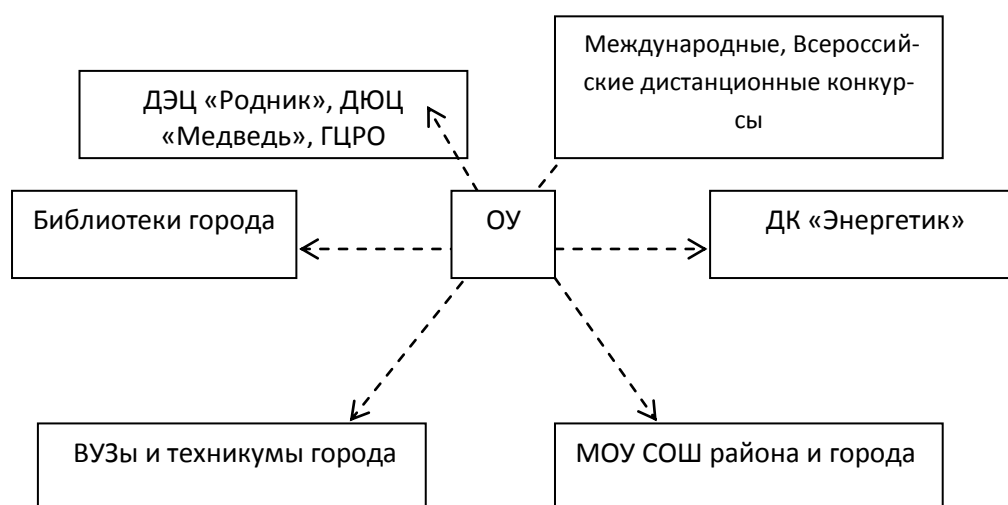 Международные, Всероссий-
ские дистанционные конкур-
сы
ДЭЦ «Родник», ДЮЦ
«Медведь», ГЦРО
Библиотеки города
ОУ
ДК «Энергетик»
ВУЗы и техникумы города
МОУ СОШ района и города